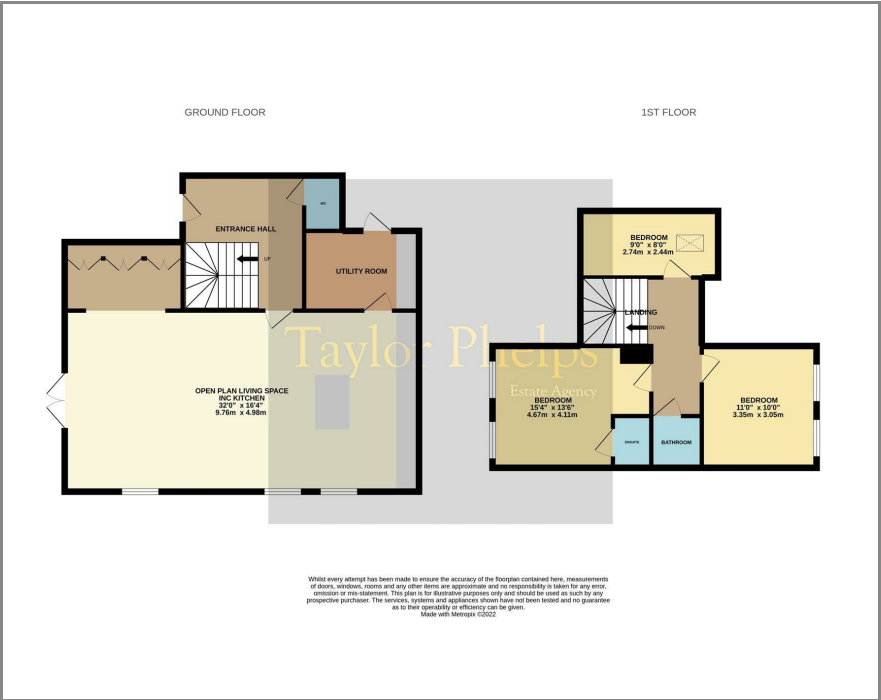 GROUND FLOOR
1ST FLOOR
WC
ENTRANCE HALL
UP
UTILITY ROOM
OPEN PLAN LIVING SPACE
INC KITCHEN
32'0" x 16'4"
9.76m x 4.98m
Taylor Phelps
Estate Agency
BEDROOM
9'0" x 8'0"
2.74m x 2.44m
LANDING
DOWN
BEDROOM
15'4" x 13'6"
4.67m x 4.11m
ENSUITE
BATHROOM
BEDROOM
11'0" x 10'0"
3.35m x 3.05m
Whilst every attempt has been made to ensure the accuracy of the floorplan contained here, measurements
of doors, windows, rooms and any other items are approximate and no responsibility is taken for any error,
omission or mis-statement. This plan is for illustrative purposes only and should be used as such by any
prospective purchaser. The services, systems and appliances shown have not been tested and no guarantee
as to their operability or efficiency can be given.
Made with Metropix ©2022